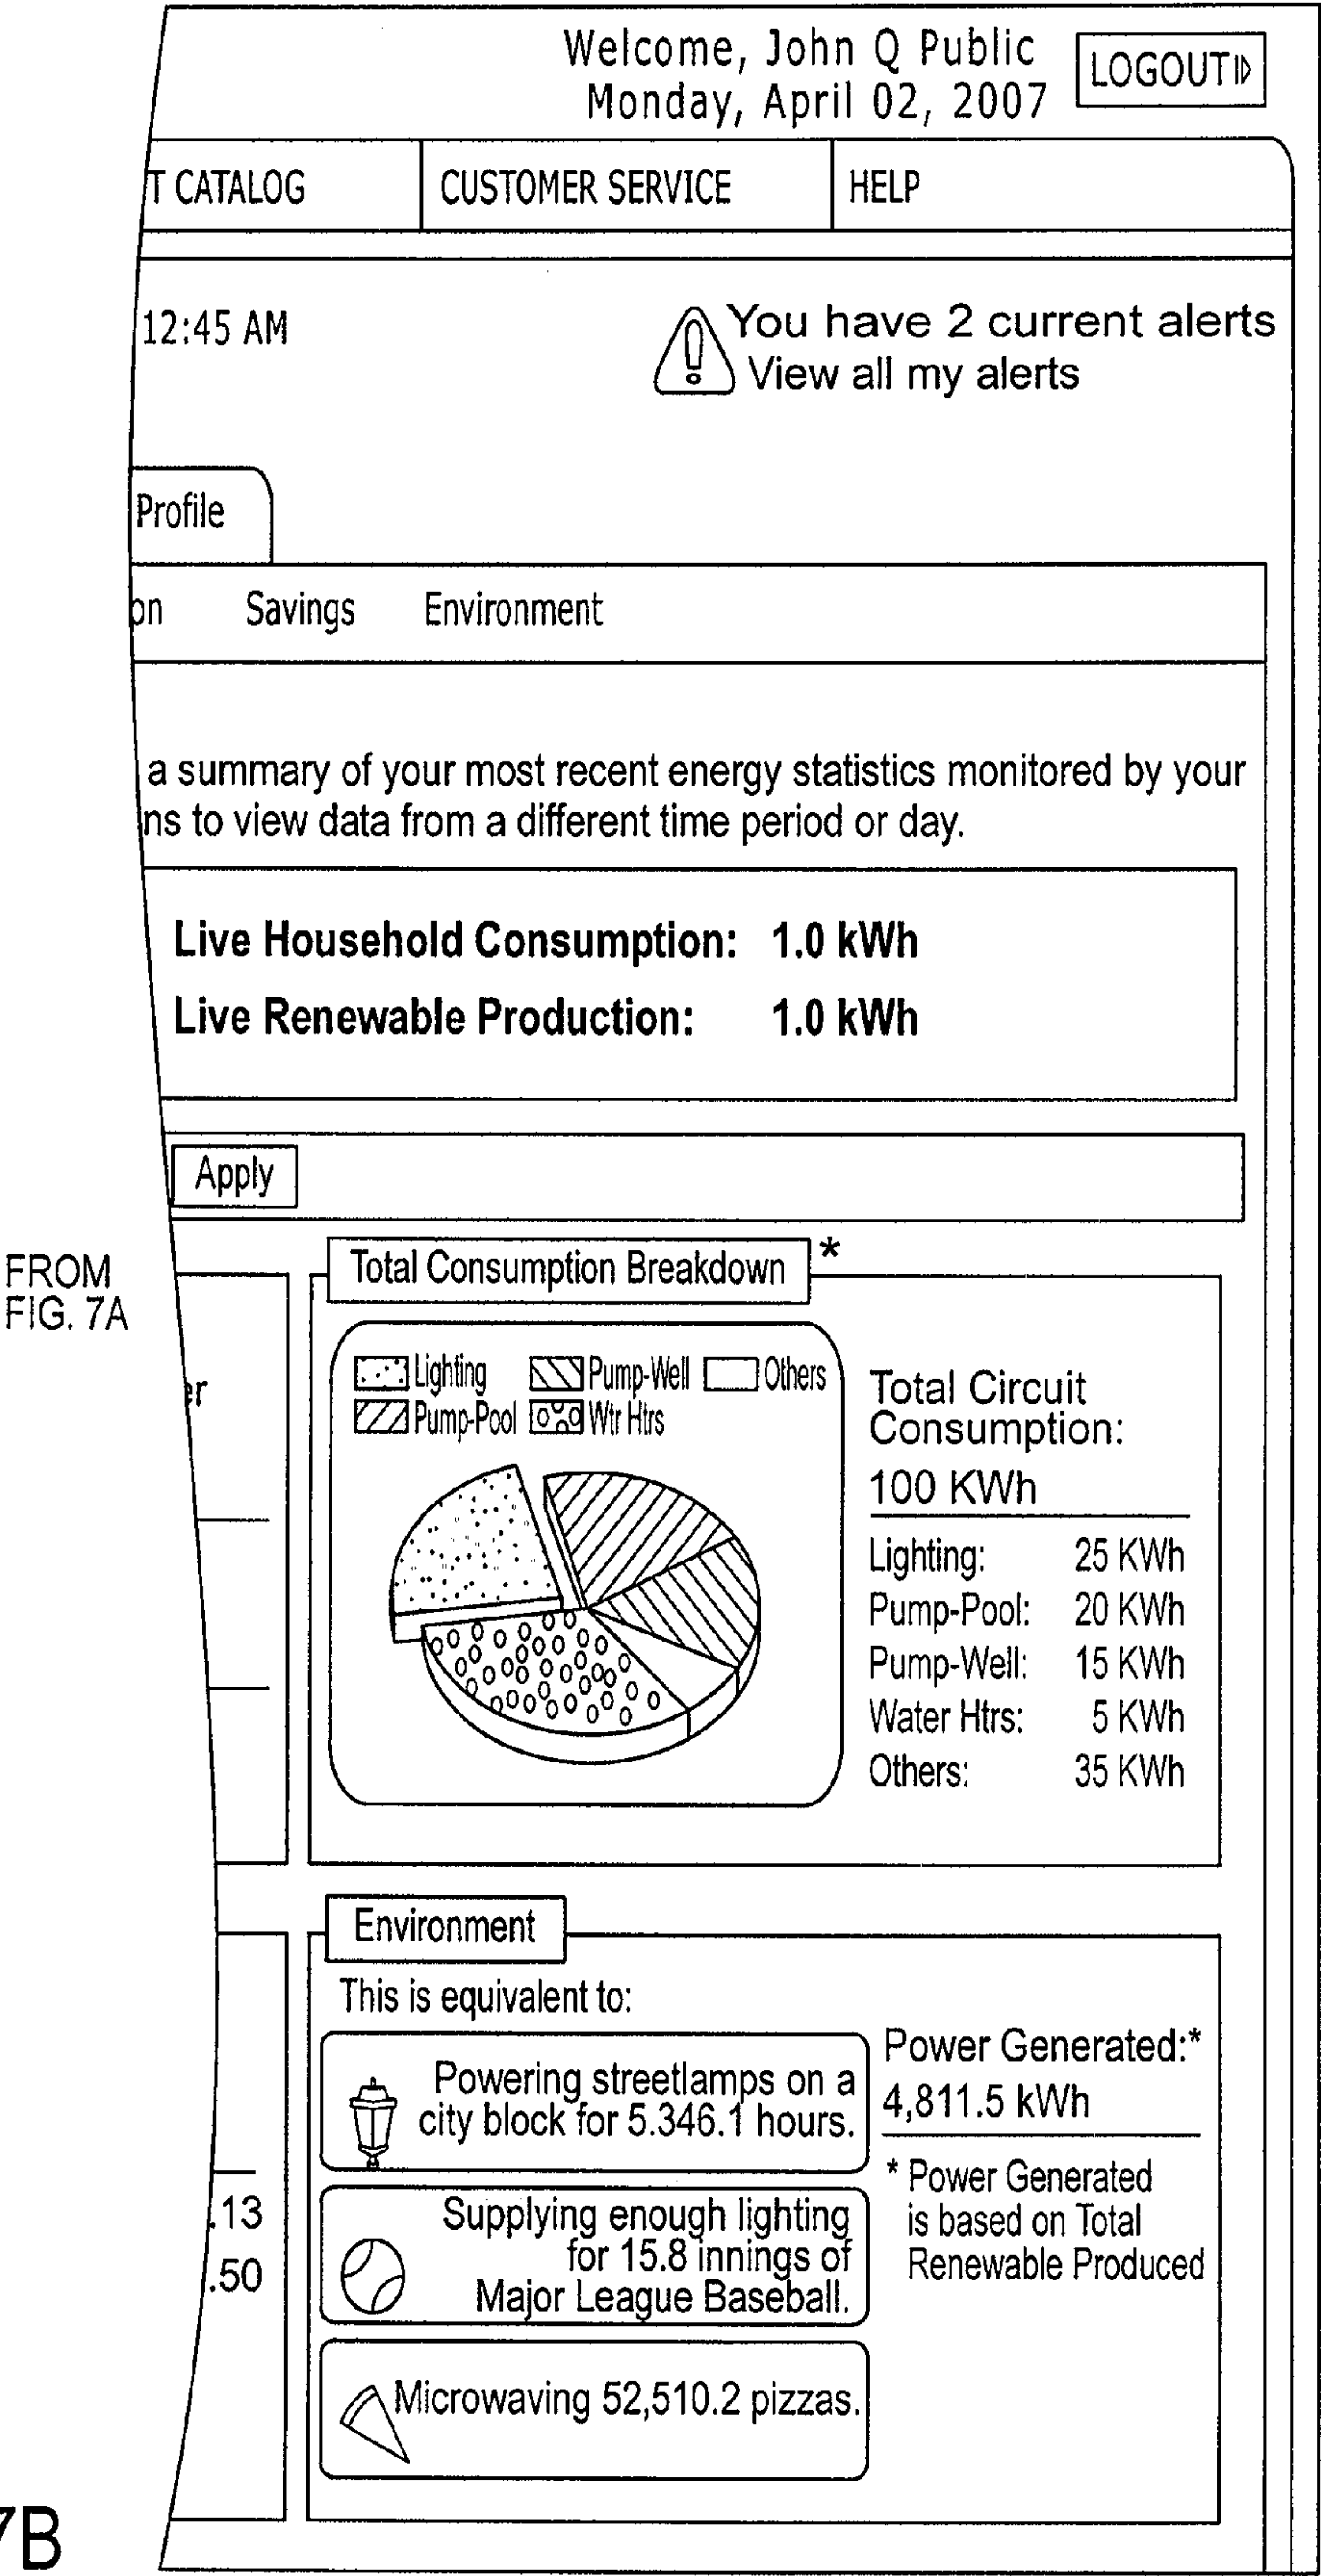 Welcome, John Q Public
Monday, April 02, 2007
LOGOUT
T CATALOG
CUSTOMER SERVICE
HELP
12:45 AM
You have 2 current alerts
View all my alerts
Profile
on
Savings
Environment
a summary of your most recent energy statistics monitored by your
ns to view data from a different time period or day.
Live Household Consumption: 1.0 kWh
Live Renewable Production: 1.0 kWh
Apply
FROM
FIG. 7A
er
Total Consumption Breakdown *
Lighting Pump-Well Others
Pump-Pool Wtr Htrs
Total Circuit
Consumption:
100 KWh
Lighting: 25 KWh
Pump-Pool: 20 KWh
Pump-Well: 15 KWh
Water Htrs: 5 KWh
Others: 35 KWh
Environment
This is equivalent to:
Powering streetlamps on a
city block for 5.346.1 hours.
Supplying enough lighting
for 15.8 innings of
Major League Baseball.
Microwaving 52,510.2 pizzas.
Power Generated:*
4,811.5 kWh
* Power Generated
is based on Total
Renewable Produced
.13
.50
7B